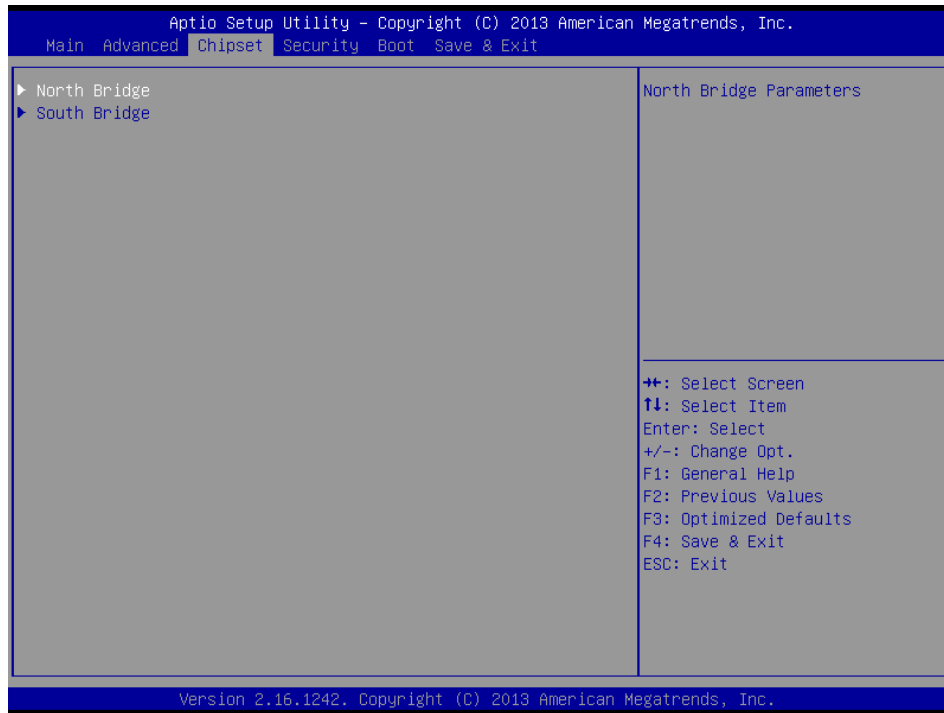 Aptio Setup Utility – Copyright (C) 2013 American Megatrends, Inc.
Main Advanced Chipset Security Boot Save & Exit
▶ North Bridge
▶ South Bridge
North Bridge Parameters
→←: Select Screen
↑↓: Select Item
Enter: Select
+/-: Change Opt.
F1: General Help
F2: Previous Values
F3: Optimized Defaults
F4: Save & Exit
ESC: Exit
Version 2.16.1242. Copyright (C) 2013 American Megatrends, Inc.